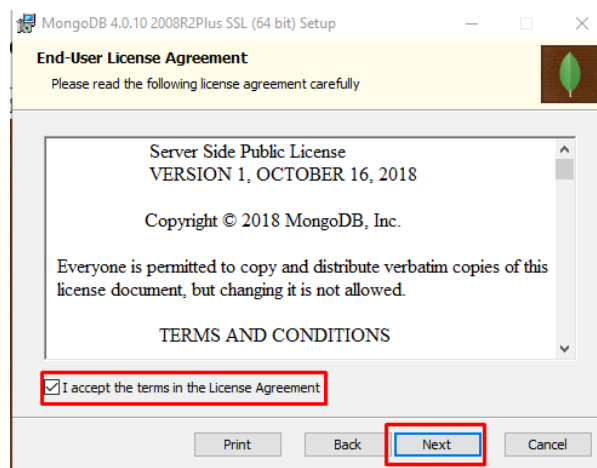 MongoDB 4.0.10 2008R2Plus SSL (64 bit) Setup
End-User License Agreement
Please read the following license agreement carefully
Server Side Public License
VERSION 1, OCTOBER 16, 2018
Copyright © 2018 MongoDB, Inc.
Everyone is permitted to copy and distribute verbatim copies of this
license document, but changing it is not allowed.
TERMS AND CONDITIONS
I accept the terms in the License Agreement
Print Back Next Cancel